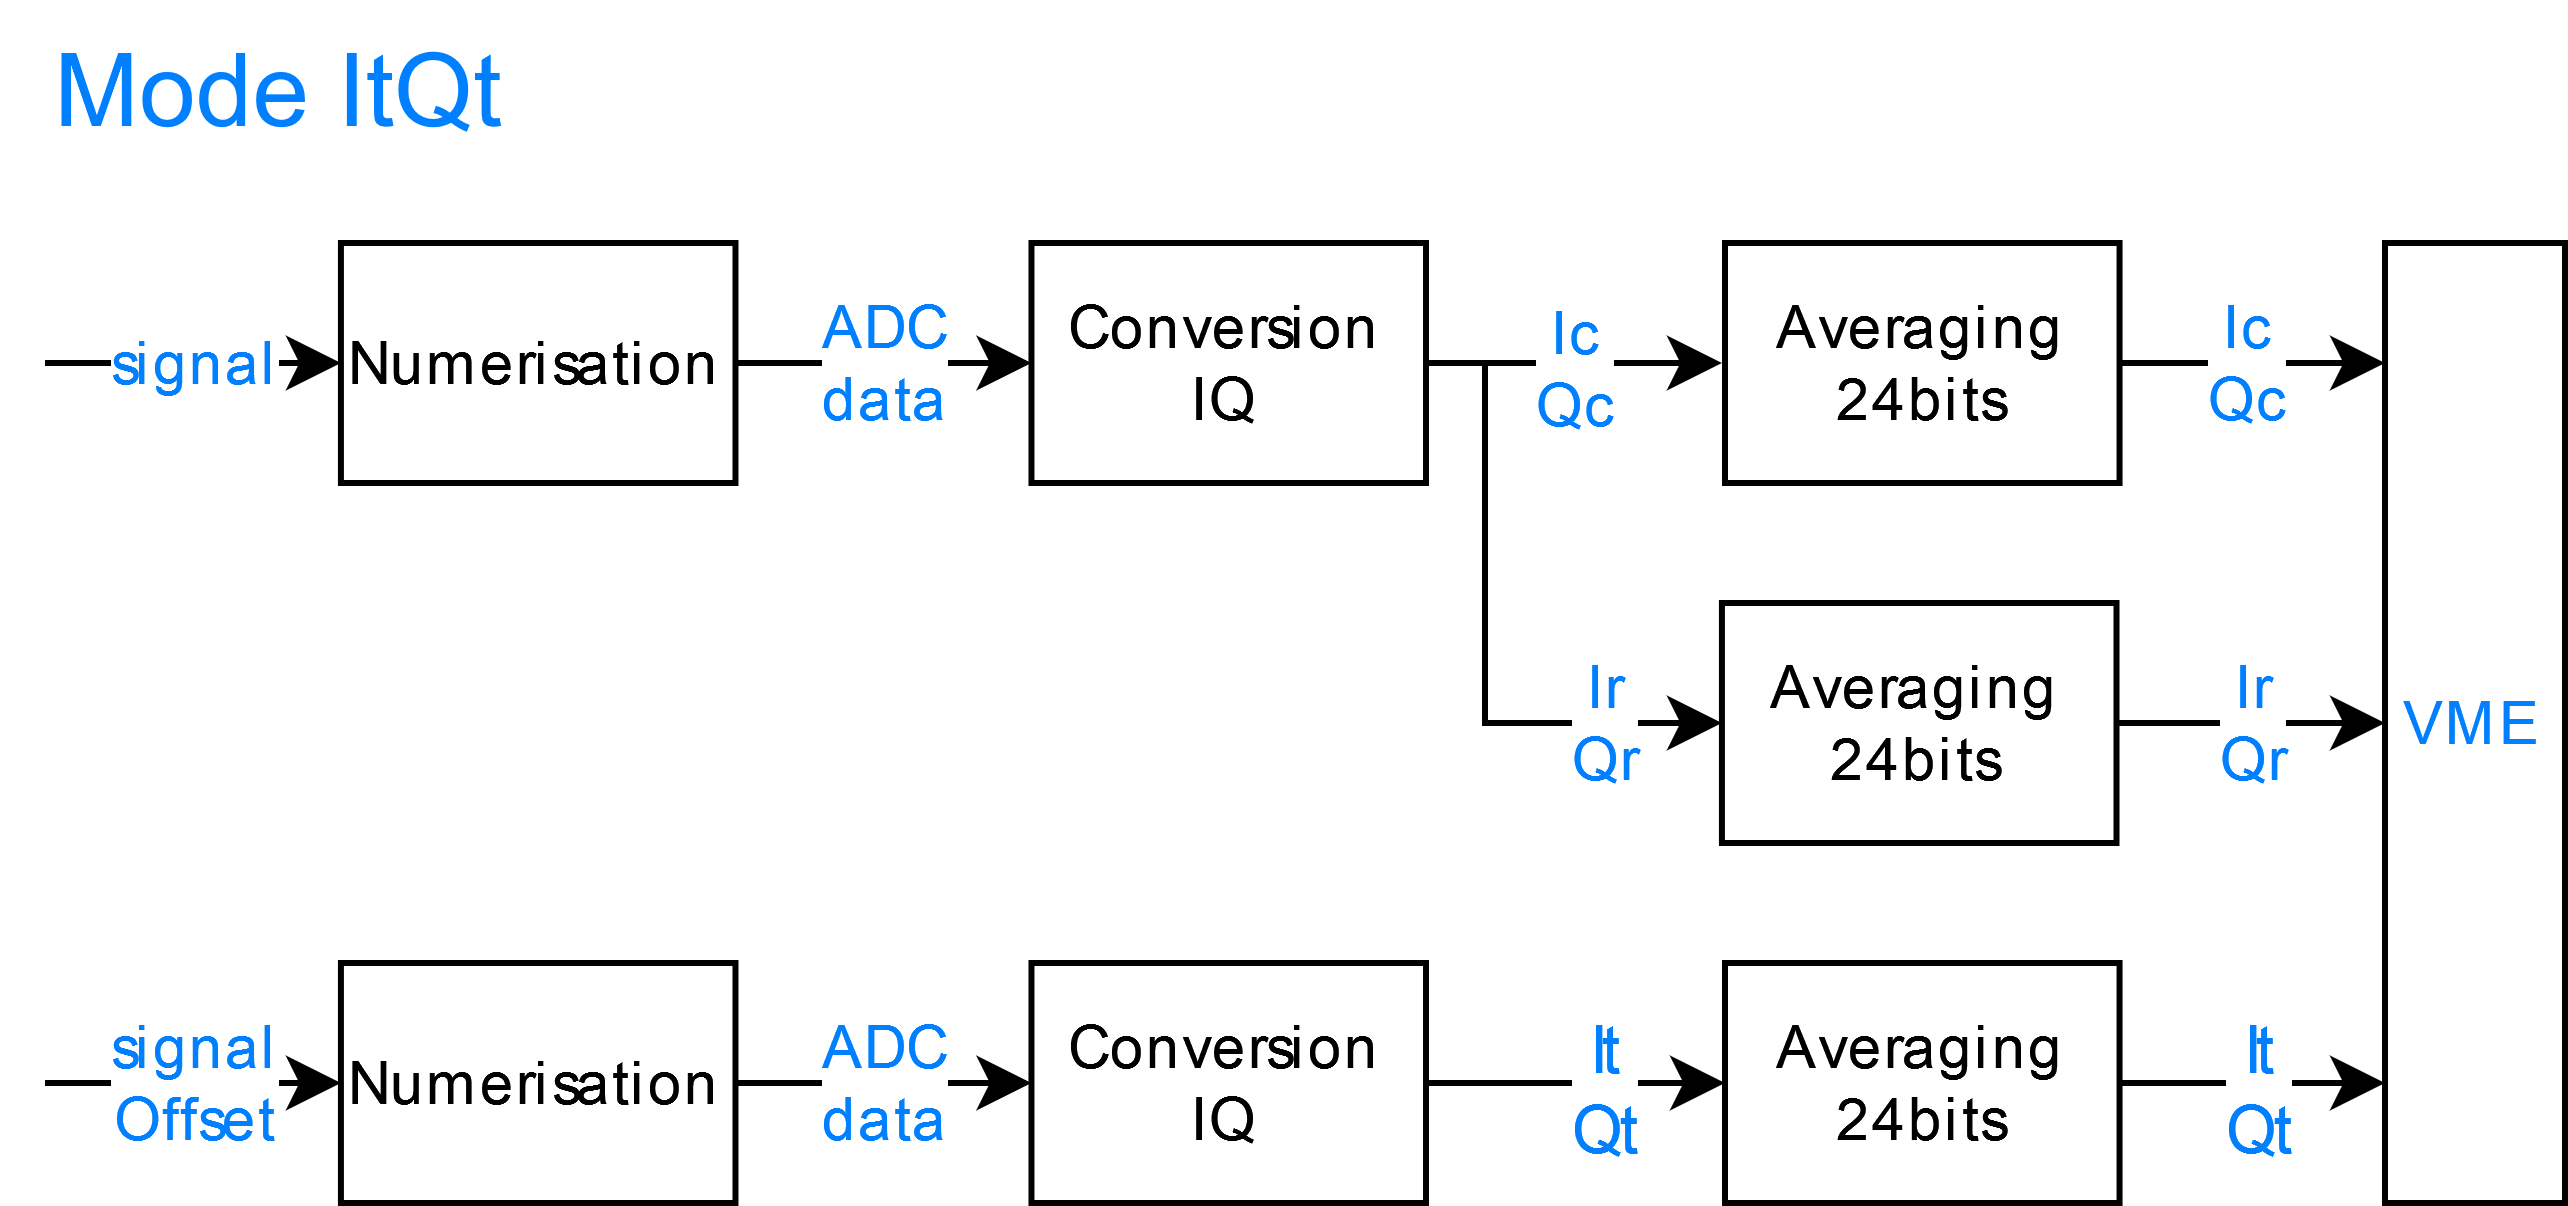 Mode ItQt
signal
Numerisation
ADC
data
Conversion
IQ
Ic
Qc
Averaging
24bits
Ic
Qc
Ir
Qr
Averaging
24bits
Ir
Qr
VME
signal
Offset
Numerisation
ADC
data
Conversion
IQ
It
Qt
Averaging
24bits
It
Qt